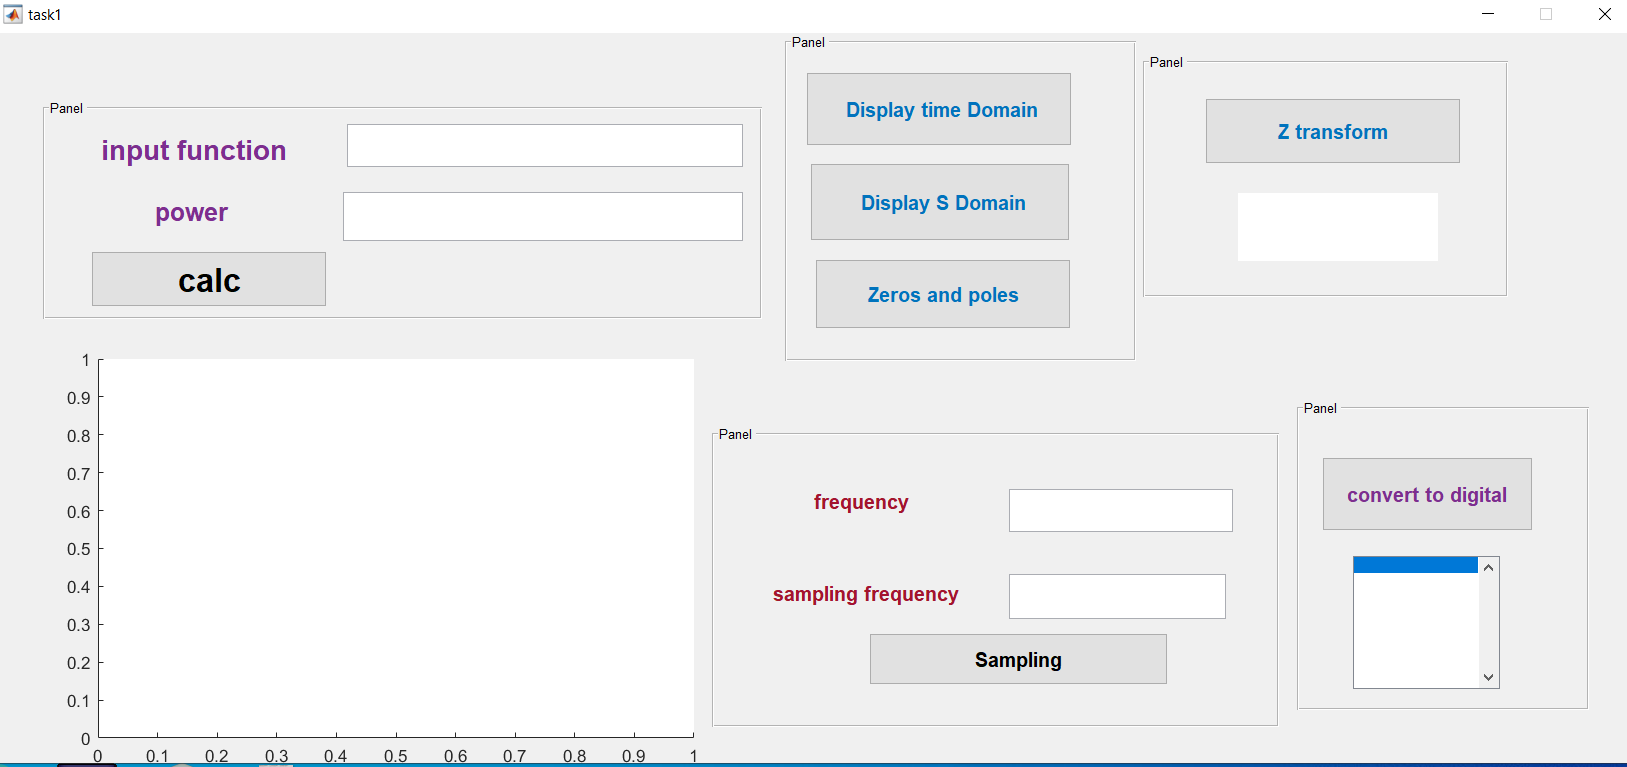 task1
Panel
input function
power
calc
Panel
Display time Domain
Display S Domain
Zeros and poles
Panel
Z transform
1
0.9
0.8
0.7
0.6
0.5
0.4
0.3
0.2
0.1
0
0 0.1 0.2 0.3 0.4 0.5 0.6 0.7 0.8 0.9 1
Panel
frequency
sampling frequency
Sampling
Panel
convert to digital